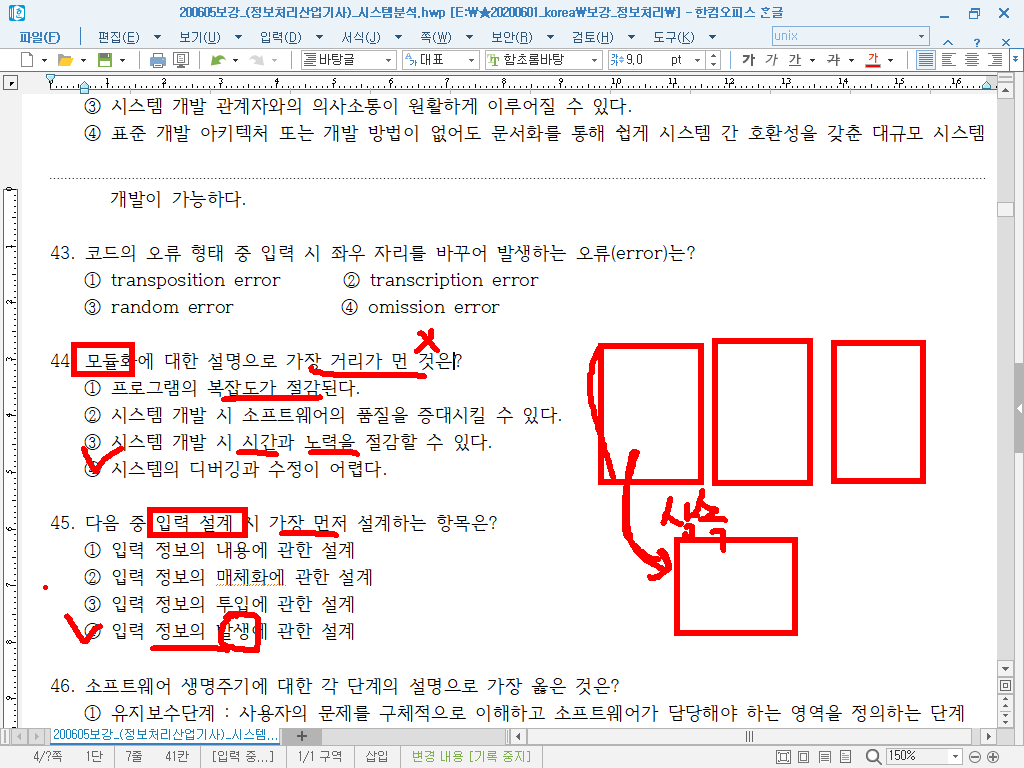 200605보강_(정보처리산업기사)_시스템분석.hwp [E:₩★20200601_korea₩보강_정보처리₩] - 한컴오피스 한글
파일(F) 편집(E) 보기(U) 입력(D) 서식(J) 쪽(W) 보안(R) 검토(H) 도구(K) unix
바탕글 대표 함초롬바탕 9.0 pt 가 가 가 가 가
1 2 3 4 5 6 7 8 9 10 11 12 13 14 15 16
③ 시스템 개발 관계자와의 의사소통이 원활하게 이루어질 수 있다.
④ 표준 개발 아키텍처 또는 개발 방법이 없어도 문서화를 통해 쉽게 시스템 간 호환성을 갖춘 대규모 시스템
개발이 가능하다.
43. 코드의 오류 형태 중 입력 시 좌우 자리를 바꾸어 발생하는 오류(error)는?
① transposition error ② transcription error
③ random error ④ omission error
44 모듈화에 대한 설명으로 가장 거리가 먼 것은?
① 프로그램의 복잡도가 절감된다.
② 시스템 개발 시 소프트웨어의 품질을 증대시킬 수 있다.
③ 시스템 개발 시 시간과 노력을 절감할 수 있다.
④ 시스템의 디버깅과 수정이 어렵다.
45. 다음 중 입력 설계 시 가장 먼저 설계하는 항목은?
① 입력 정보의 내용에 관한 설계
② 입력 정보의 매체화에 관한 설계
③ 입력 정보의 투입에 관한 설계
④ 입력 정보의 발생에 관한 설계
상속
46. 소프트웨어 생명주기에 대한 각 단계의 설명으로 가장 옳은 것은?
① 유지보수단계 : 사용자의 문제를 구체적으로 이해하고 소프트웨어가 담당해야 하는 영역을 정의하는 단계
200605보강_(정보처리산업기사)_시스템...
4/?쪽 1단 7줄 41칸 [입력 중...] 1/1 구역 삽입 변경 내용 [기록 중지] 150%